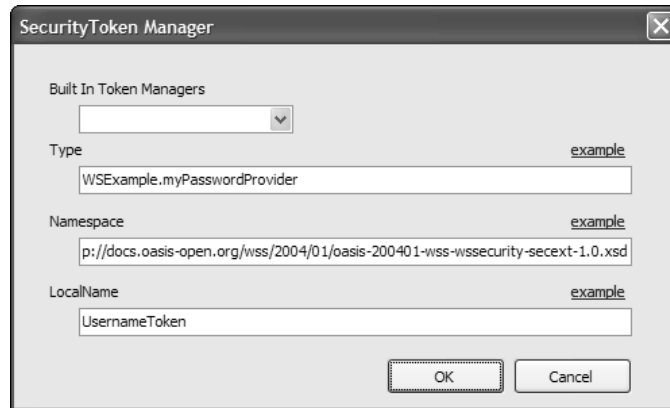 SecurityToken Manager
Built In Token Managers
Type example
WSExample.myPasswordProvider
Namespace example
p://docs.oasis-open.org/wss/2004/01/oasis-200401-wss-wssecurity-secext-1.0.xsd
LocalName example
UsernameToken
OK Cancel